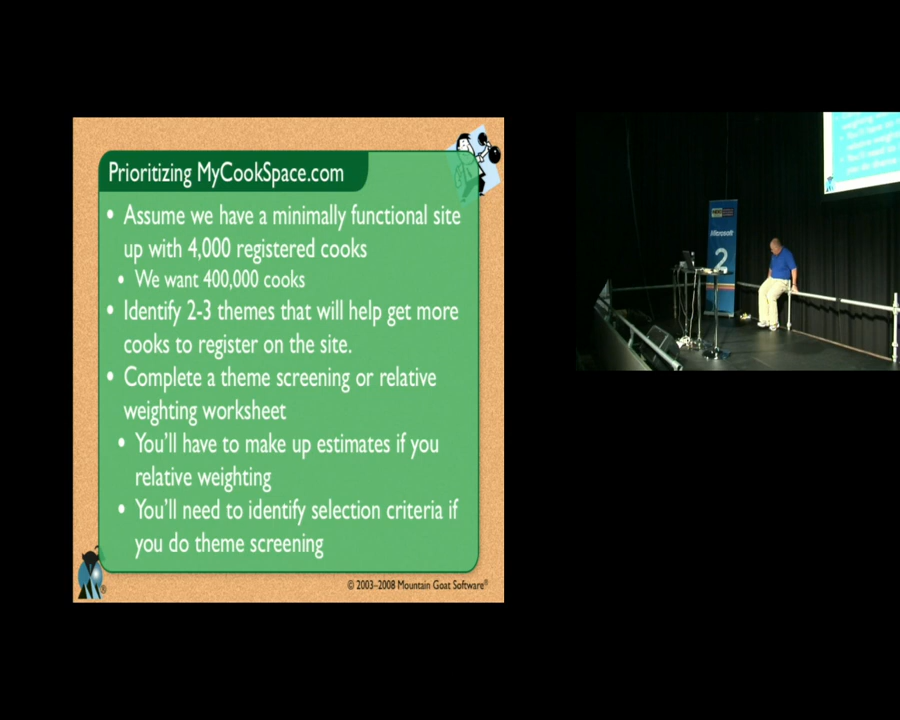 Prioritizing MyCookSpace.com
• Assume we have a minimally functional site
up with 4,000 registered cooks
• We want 400,000 cooks
• Identify 2-3 themes that will help get more
cooks to register on the site.
• Complete a theme screening or relative
weighting worksheet
• You'll have to make up estimates if you
relative weighting
• You'll need to identify selection criteria if
you do theme screening
© 2003–2008 Mountain Goat Software®
Microsoft
2